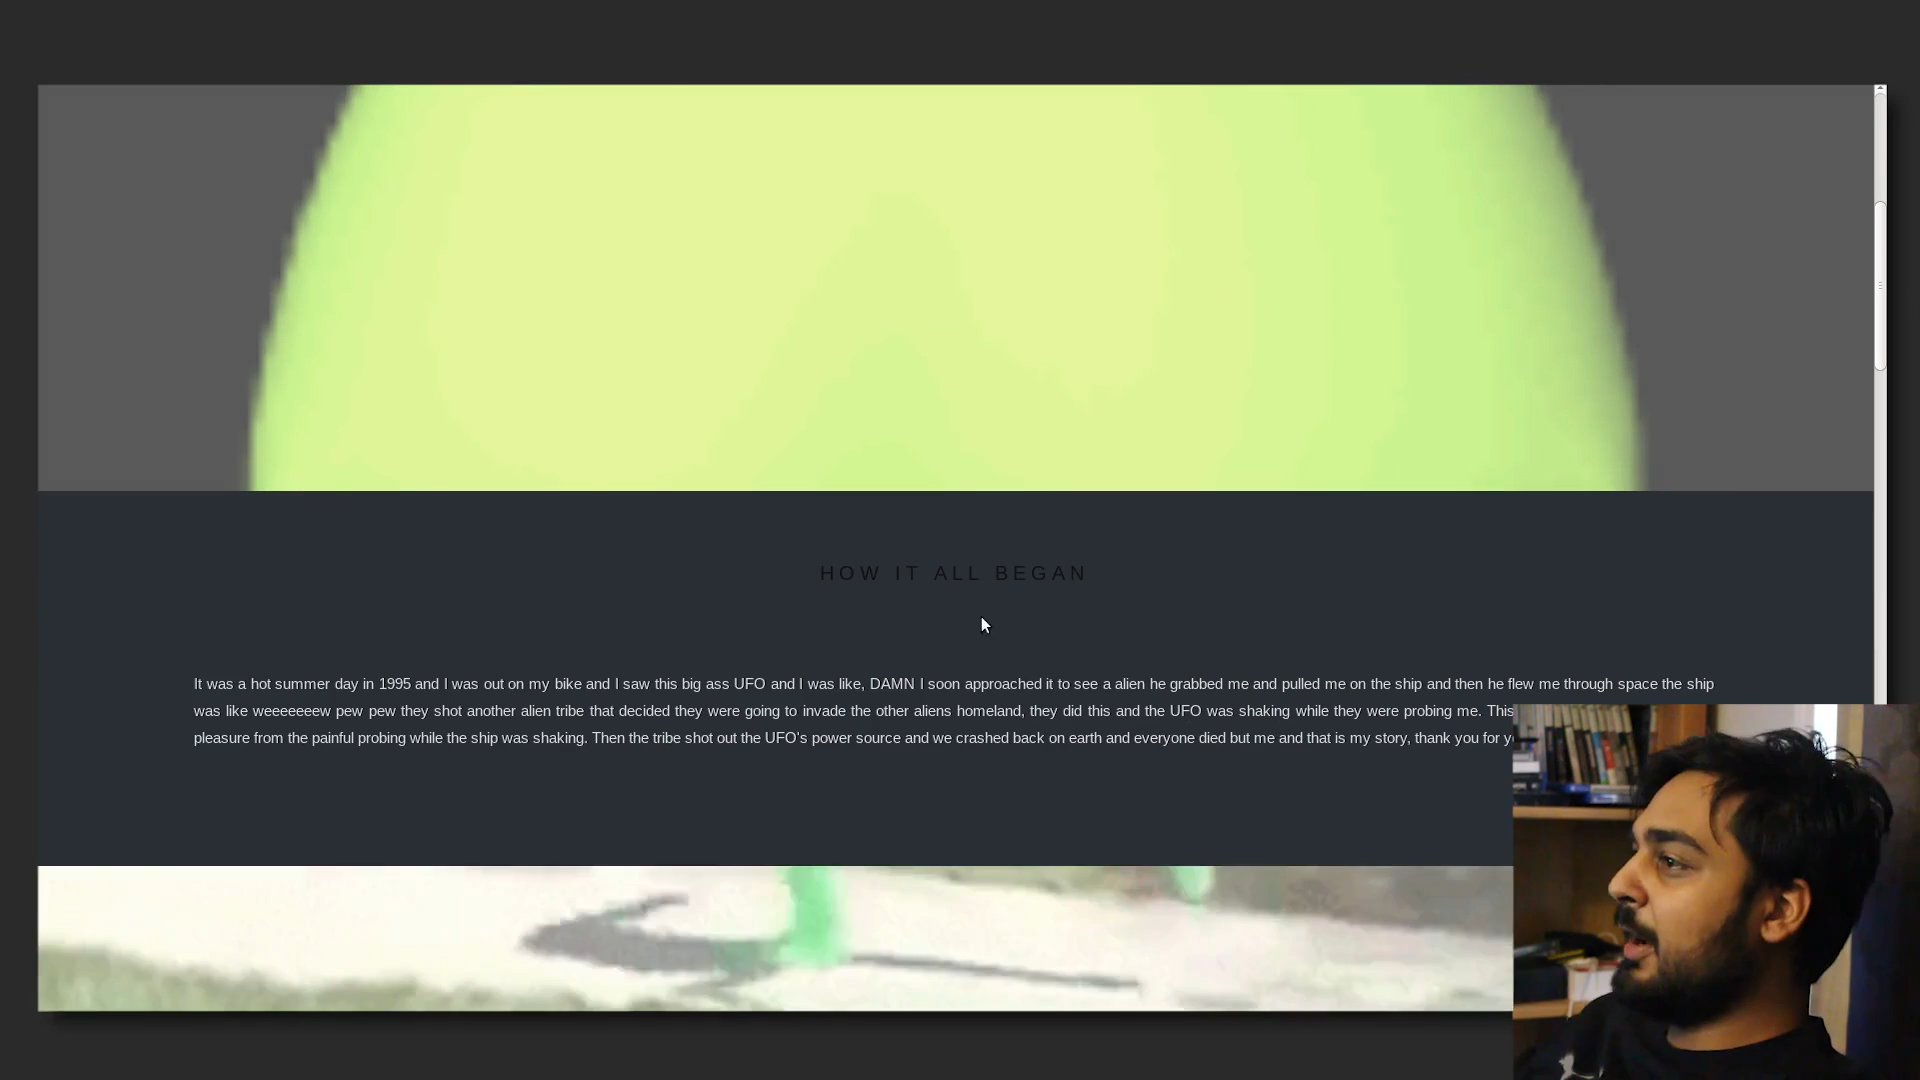 HOW IT ALL BEGAN
It was a hot summer day in 1995 and I was out on my bike and I saw this big ass UFO and I was like, DAMN I soon approached it to see a alien he grabbed me and pulled me on the ship and then he flew me through space the ship
was like weeeeeeew pew pew they shot another alien tribe that decided they were going to invade the other aliens homeland, they did this and the UFO was shaking while they were probing me. This
pleasure from the painful probing while the ship was shaking. Then the tribe shot out the UFO's power source and we crashed back on earth and everyone died but me and that is my story, thank you for